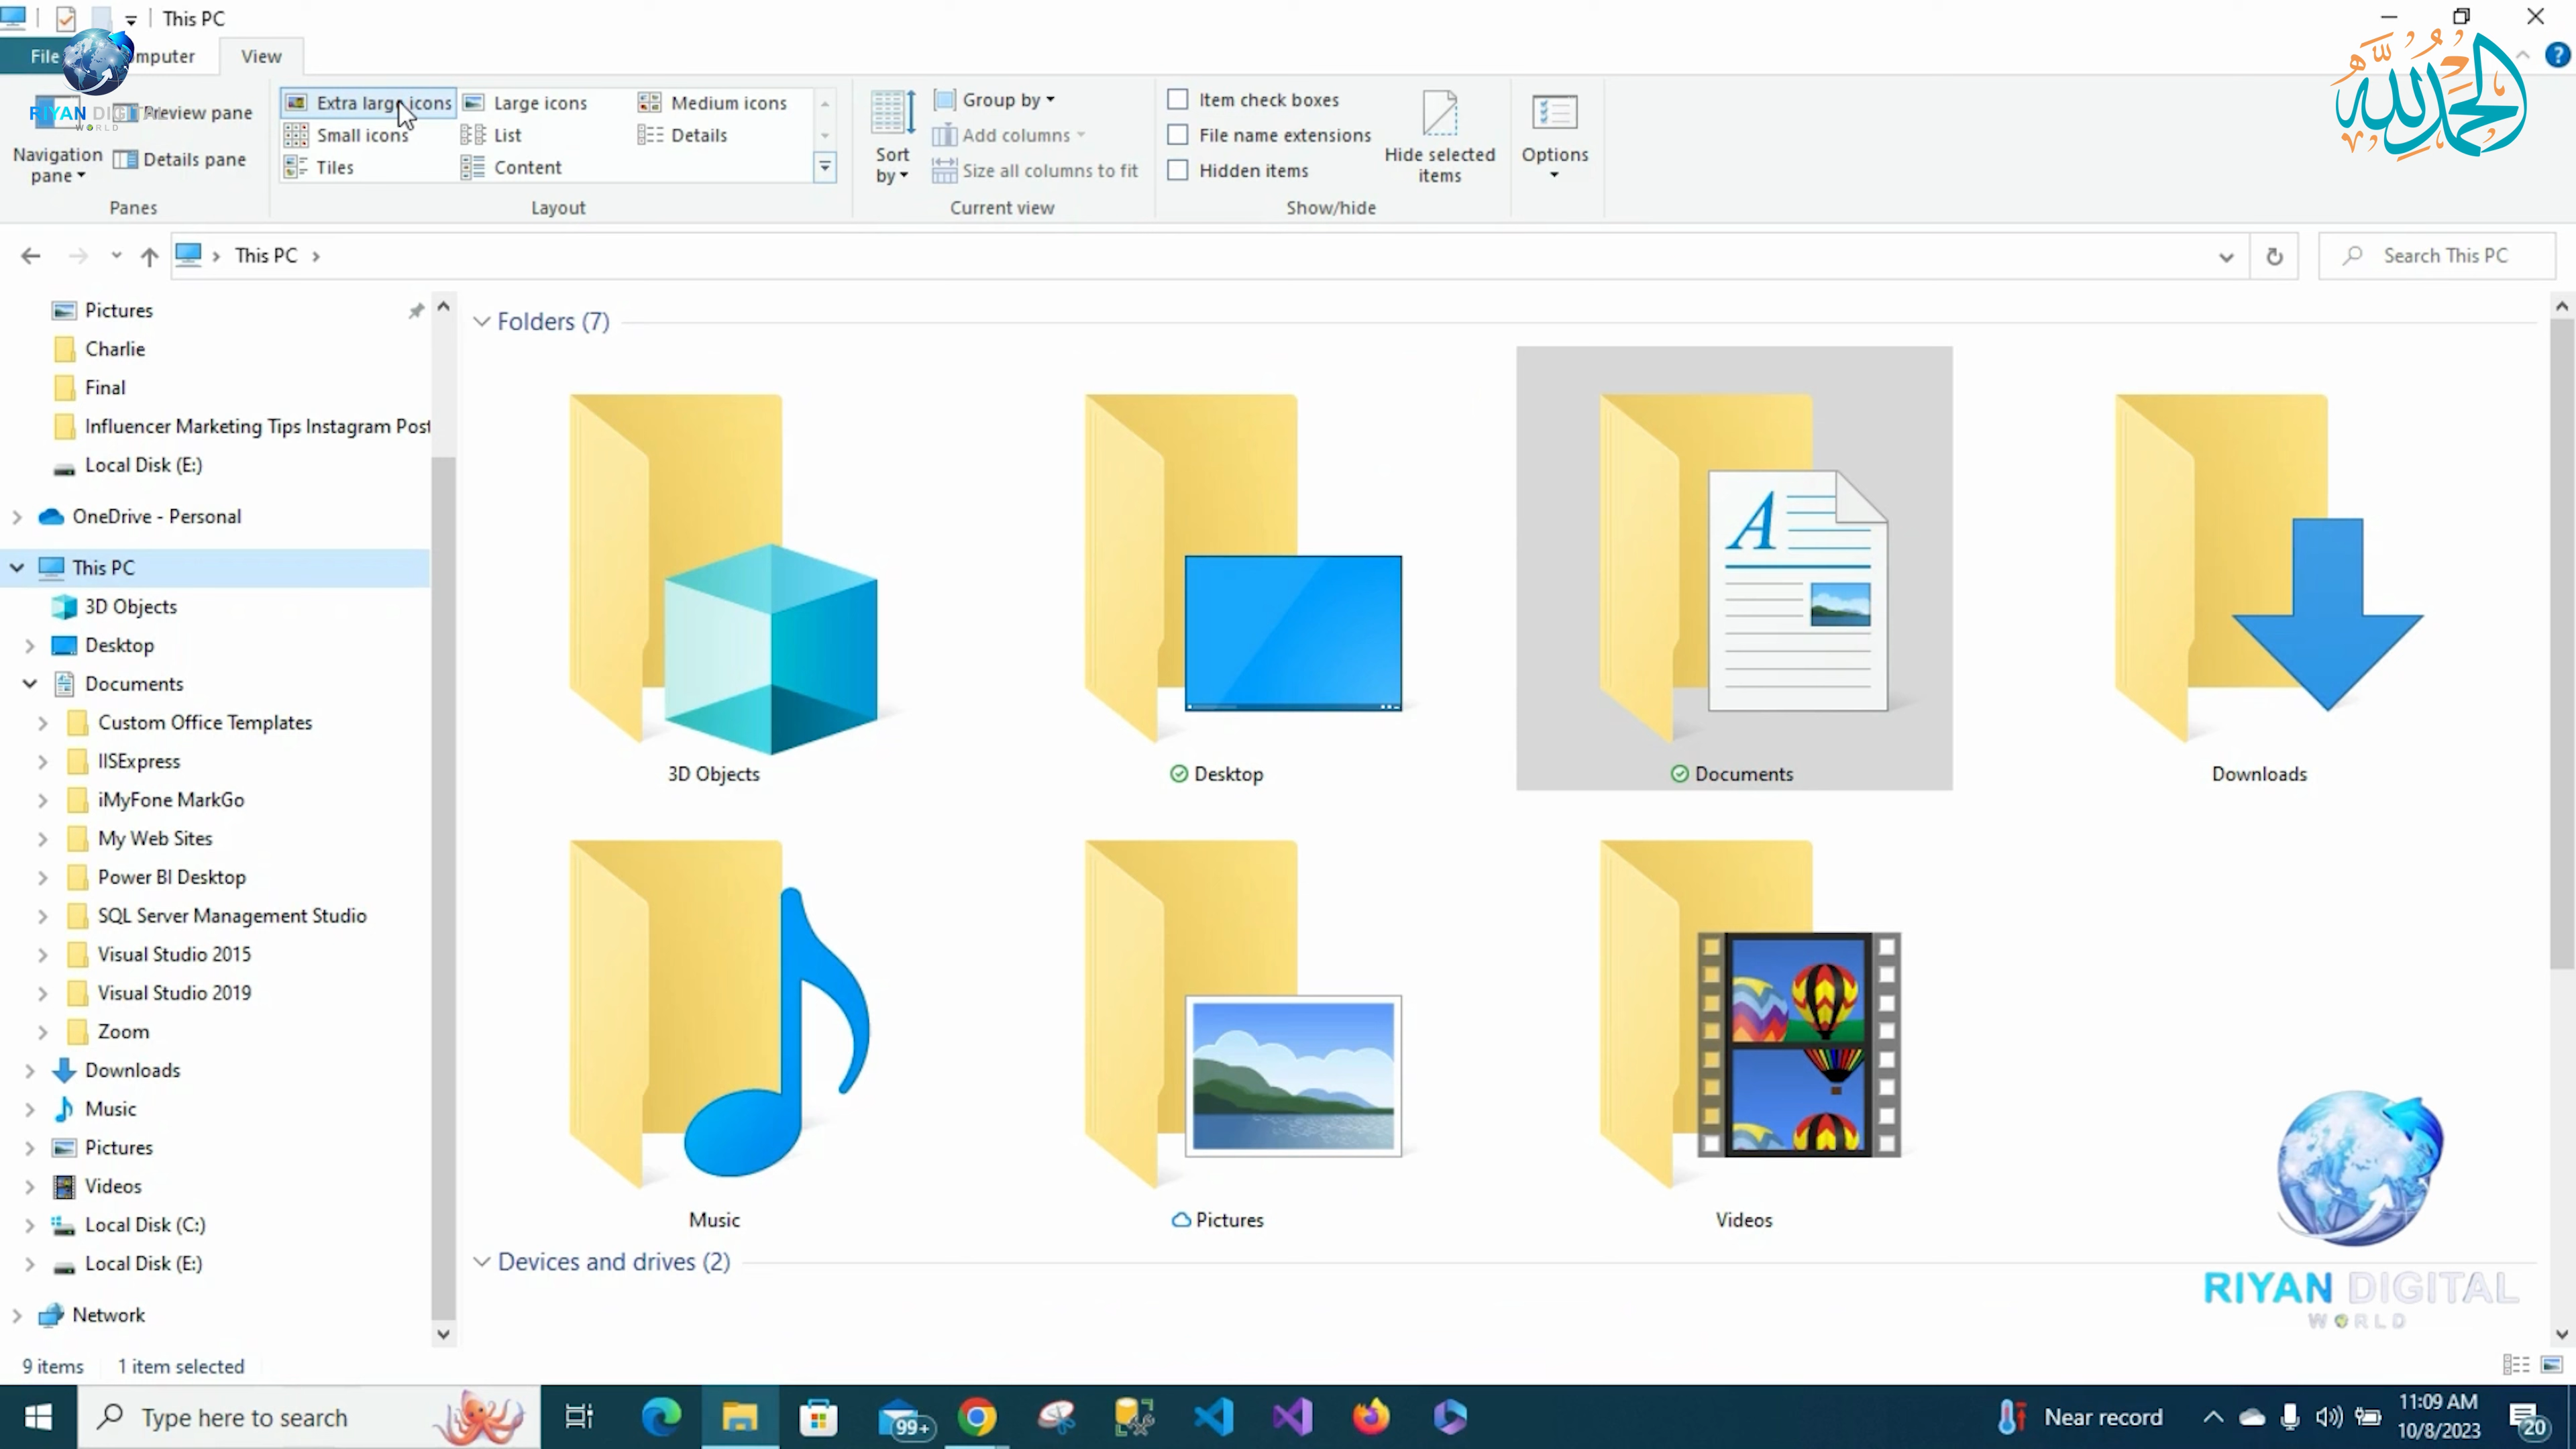 This PC
File
mputer
View
الحمد لله
RIYAN DIGITAL
WORLD
Navigation pane
Preview pane
Details pane
Panes
Extra large icons
Large icons
Medium icons
Small icons
List
Details
Tiles
Content
Layout
Sort by
Group by
Add columns
Size all columns to fit
Current view
Item check boxes
File name extensions
Hidden items
Hide selected items
Show/hide
Options
This PC
Search This PC
Pictures
Charlie
Final
Influencer Marketing Tips Instagram Post
Local Disk (E:)
OneDrive - Personal
This PC
3D Objects
Desktop
Documents
Custom Office Templates
IISExpress
iMyFone MarkGo
My Web Sites
Power BI Desktop
SQL Server Management Studio
Visual Studio 2015
Visual Studio 2019
Zoom
Downloads
Music
Pictures
Videos
Local Disk (C:)
Local Disk (E:)
Network
Folders (7)
A
3D Objects
Desktop
Documents
Downloads
Music
Pictures
Videos
Devices and drives (2)
RIYAN DIGITAL
WORLD
9 items
1 item selected
Type here to search
99+
Near record
11:09 AM
10/8/2023
20